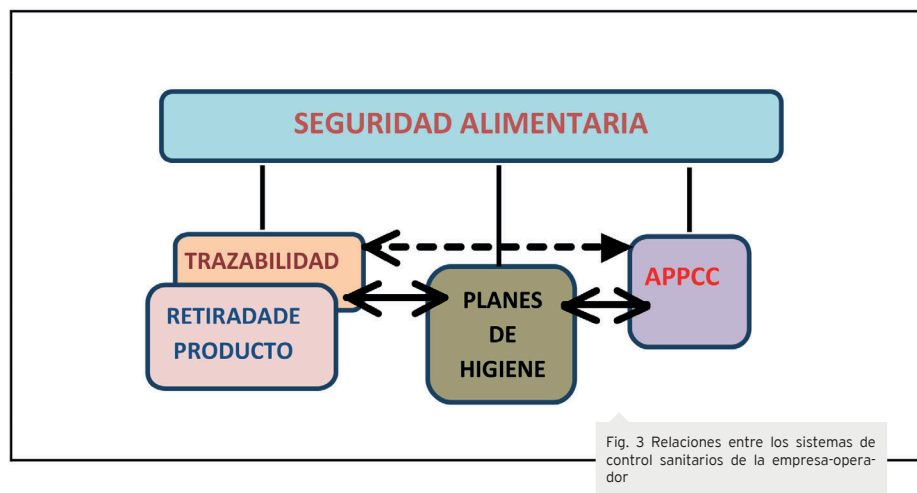 SEGURIDAD ALIMENTARIA
TRAZABILIDAD
RETIRADADE
PRODUCTO
PLANES
DE
HIGIENE
APPCC
Fig. 3 Relaciones entre los sistemas de
control sanitarios de la empresa-opera-
dor